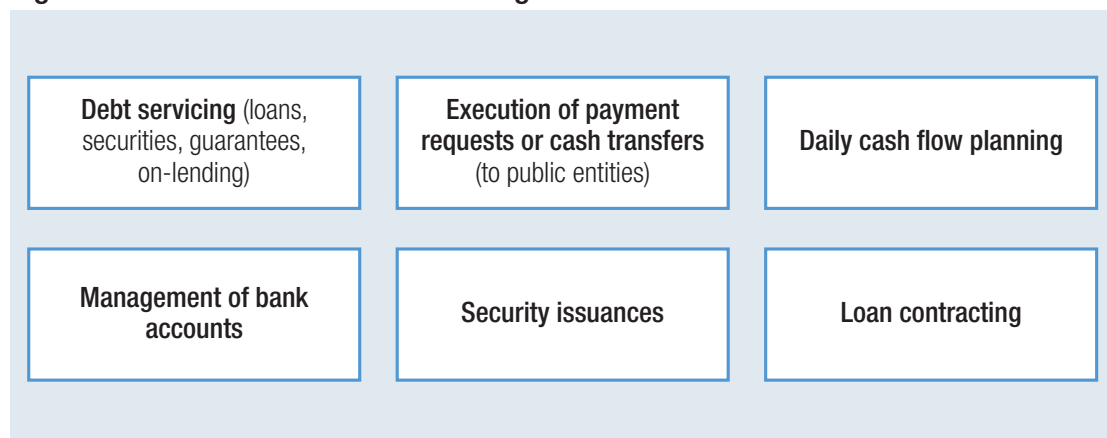 Debt servicing (loans,
securities, guarantees,
on-lending)
Execution of payment
requests or cash transfers
(to public entities)
Daily cash flow planning
Management of bank
accounts
Security issuances
Loan contracting